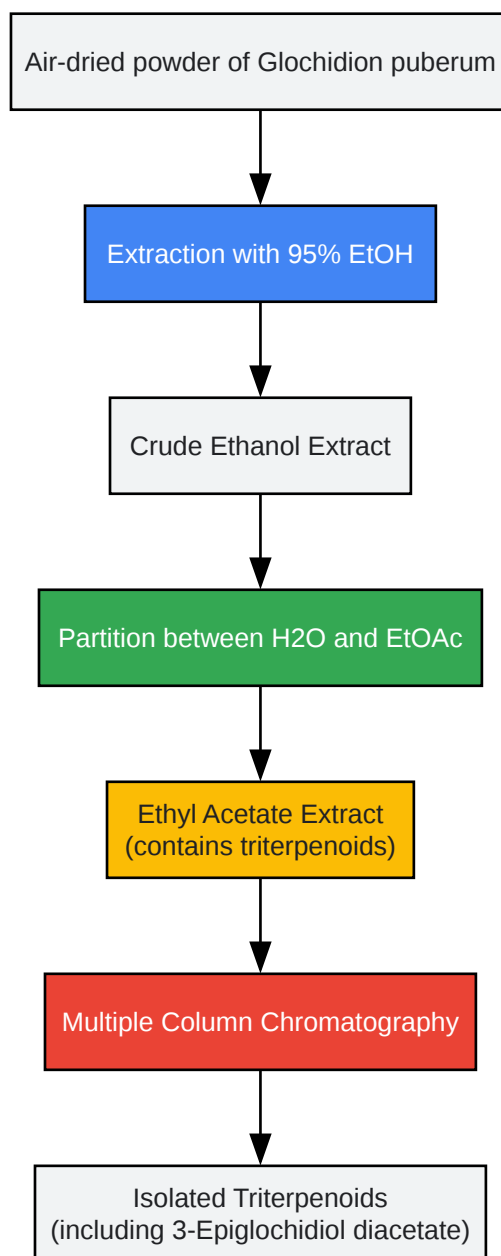 Air-dried powder of Glochidion puberum
Extraction with 95% EtOH
Crude Ethanol Extract
Partition between H2O and EtOAc
Ethyl Acetate Extract
(contains triterpenoids)
Multiple Column Chromatography
Isolated Triterpenoids
(including 3-Epiglochidiol diacetate)